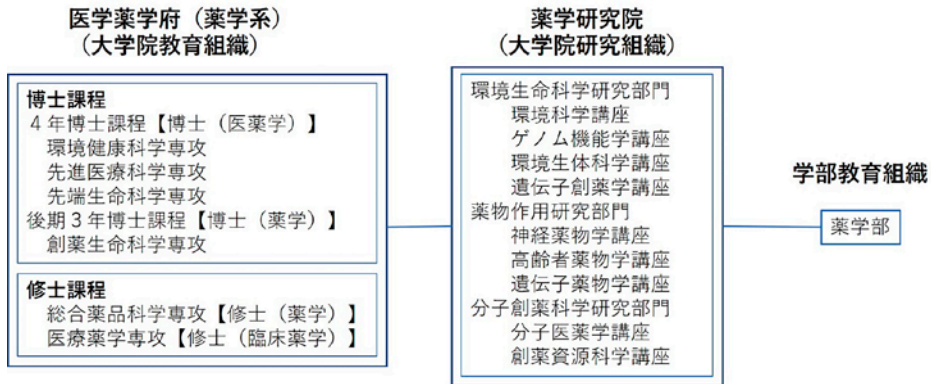 医学薬学府（薬学系）
（大学院教育組織）
博士課程
４年博士課程【博士（医薬学）】
環境健康科学専攻
先進医療科学専攻
先端生命科学専攻
後期３年博士課程【博士（薬学）】
創薬生命科学専攻
修士課程
総合薬品科学専攻【修士（薬学）】
医療薬学専攻【修士（臨床薬学）】
薬学研究院
（大学院研究組織）
環境生命科学研究部門
環境科学講座
ゲノム機能学講座
環境生体科学講座
遺伝子創薬学講座
薬物作用研究部門
神経薬物学講座
高齢者薬物学講座
遺伝子薬物学講座
分子創薬科学研究部門
分子医薬学講座
創薬資源科学講座
学部教育組織
薬学部